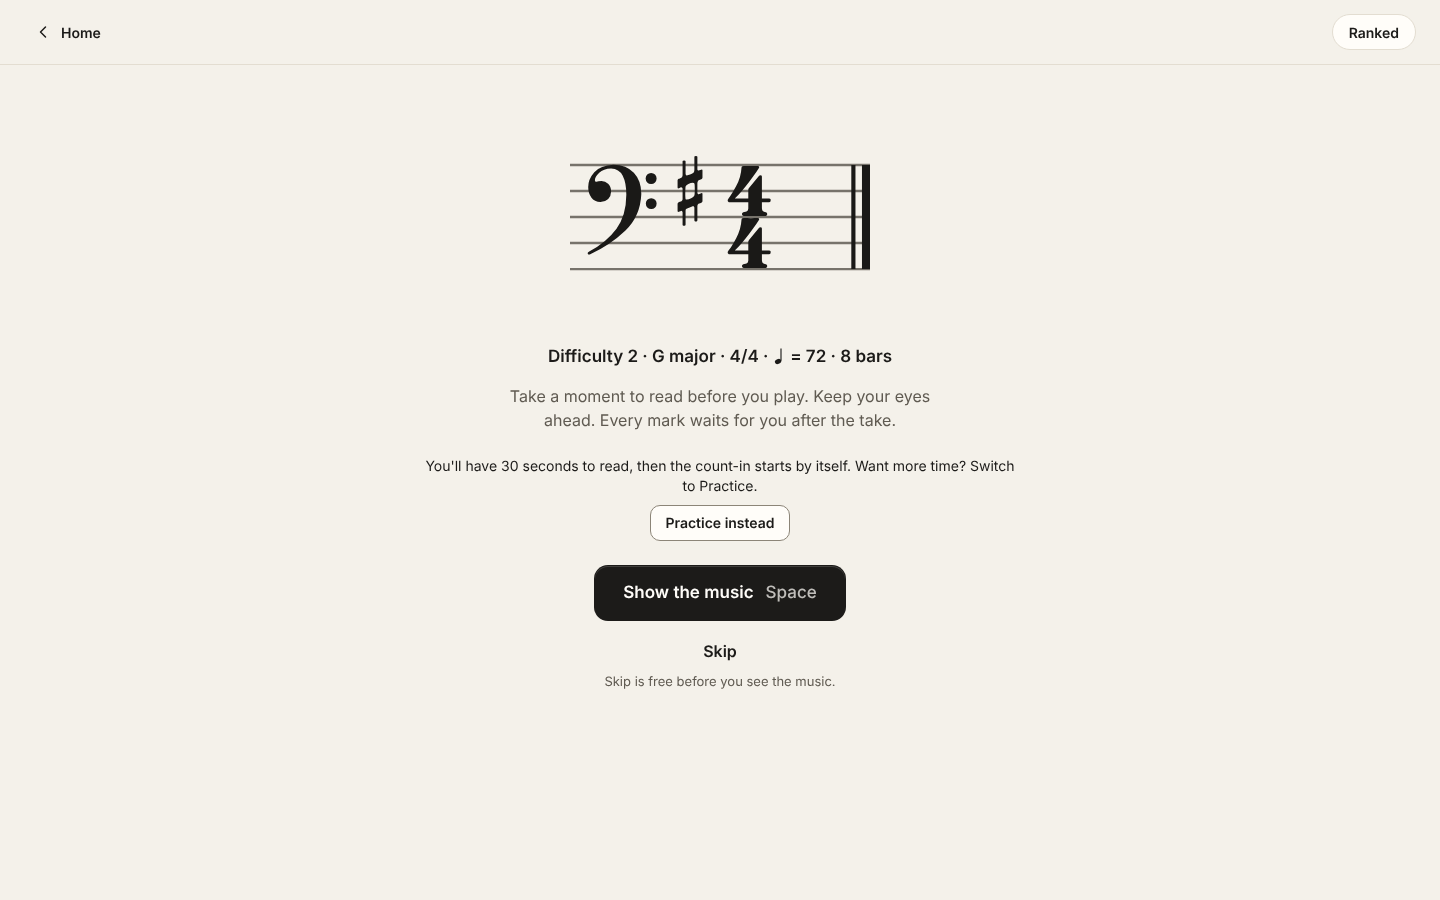 Home
Ranked
4
4
Difficulty 2 · G major · 4/4 · ♩ = 72 · 8 bars
Take a moment to read before you play. Keep your eyes
ahead. Every mark waits for you after the take.
You'll have 30 seconds to read, then the count-in starts by itself. Want more time? Switch
to Practice.
Practice instead
Show the music Space
Skip
Skip is free before you see the music.